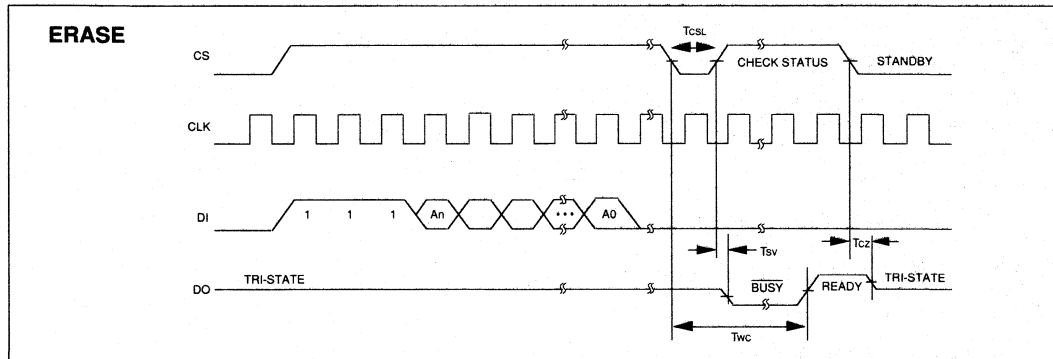 ERASE
CS
TCSL
CHECK STATUS
STANDBY
CLK
DI
1 1 1 An ••• A0
TSV
TCZ
DO
TRI-STATE
BUSY
READY
TRI-STATE
TWC